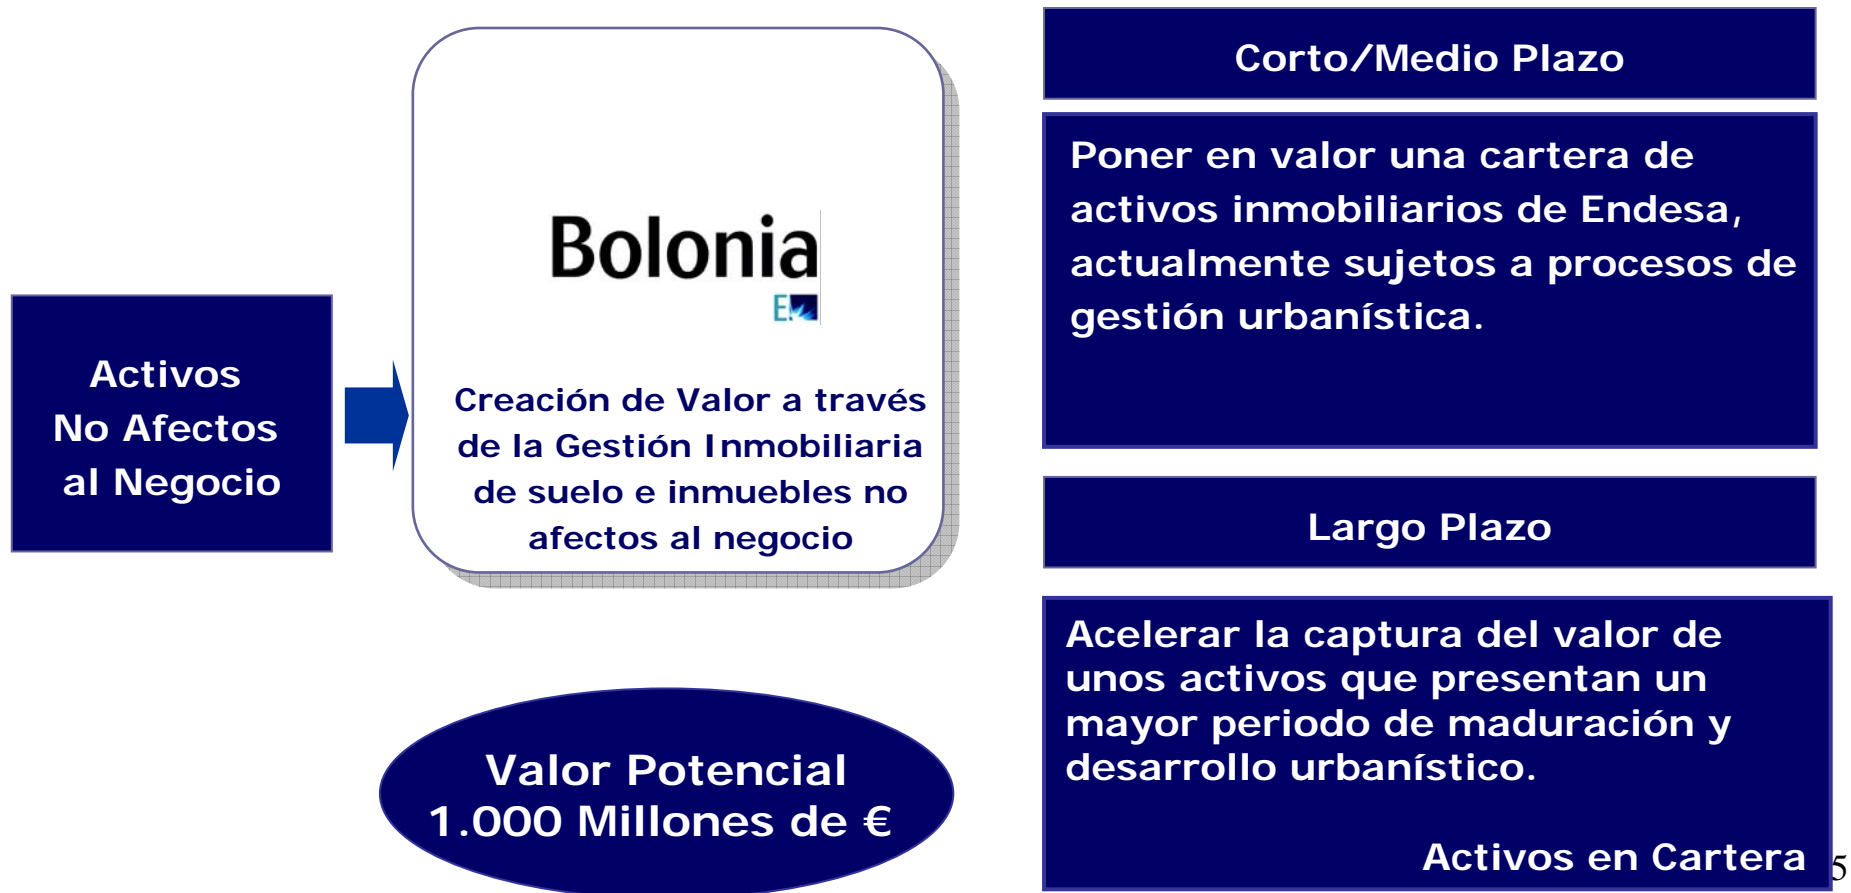 Activos
No Afectos
al Negocio
Bolonia
Creación de Valor a través
de la Gestión Inmobiliaria
de suelo e inmuebles no
afectos al negocio
Valor Potencial
1.000 Millones de €
Corto/Medio Plazo
Poner en valor una cartera de
activos inmobiliarios de Endesa,
actualmente sujetos a procesos de
gestión urbanística.
Largo Plazo
Acelerar la captura del valor de
unos activos que presentan un
mayor periodo de maduración y
desarrollo urbanístico.
Activos en Cartera
5